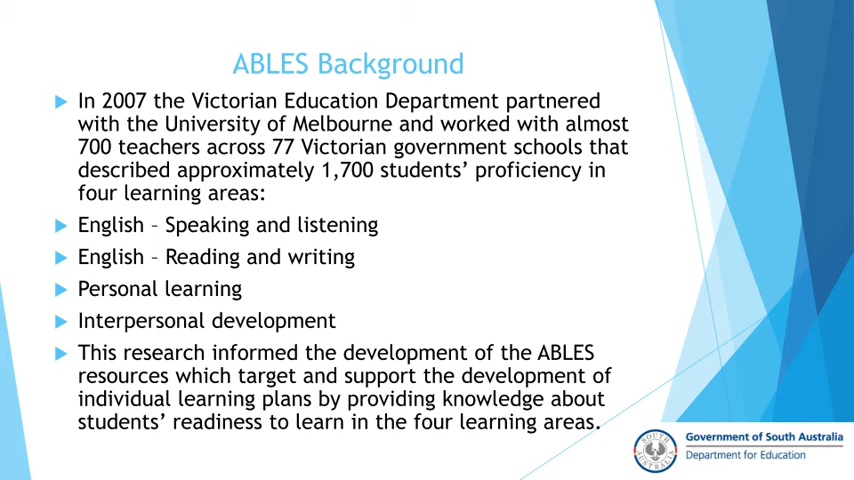 ABLES Background
In 2007 the Victorian Education Department partnered
with the University of Melbourne and worked with almost
700 teachers across 77 Victorian government schools that
described approximately 1,700 students’ proficiency in
four learning areas:
English – Speaking and listening
English – Reading and writing
Personal learning
Interpersonal development
This research informed the development of the ABLES
resources which target and support the development of
individual learning plans by providing knowledge about
students’ readiness to learn in the four learning areas.
SOUTH AUSTRALIA
Government of South Australia
Department for Education